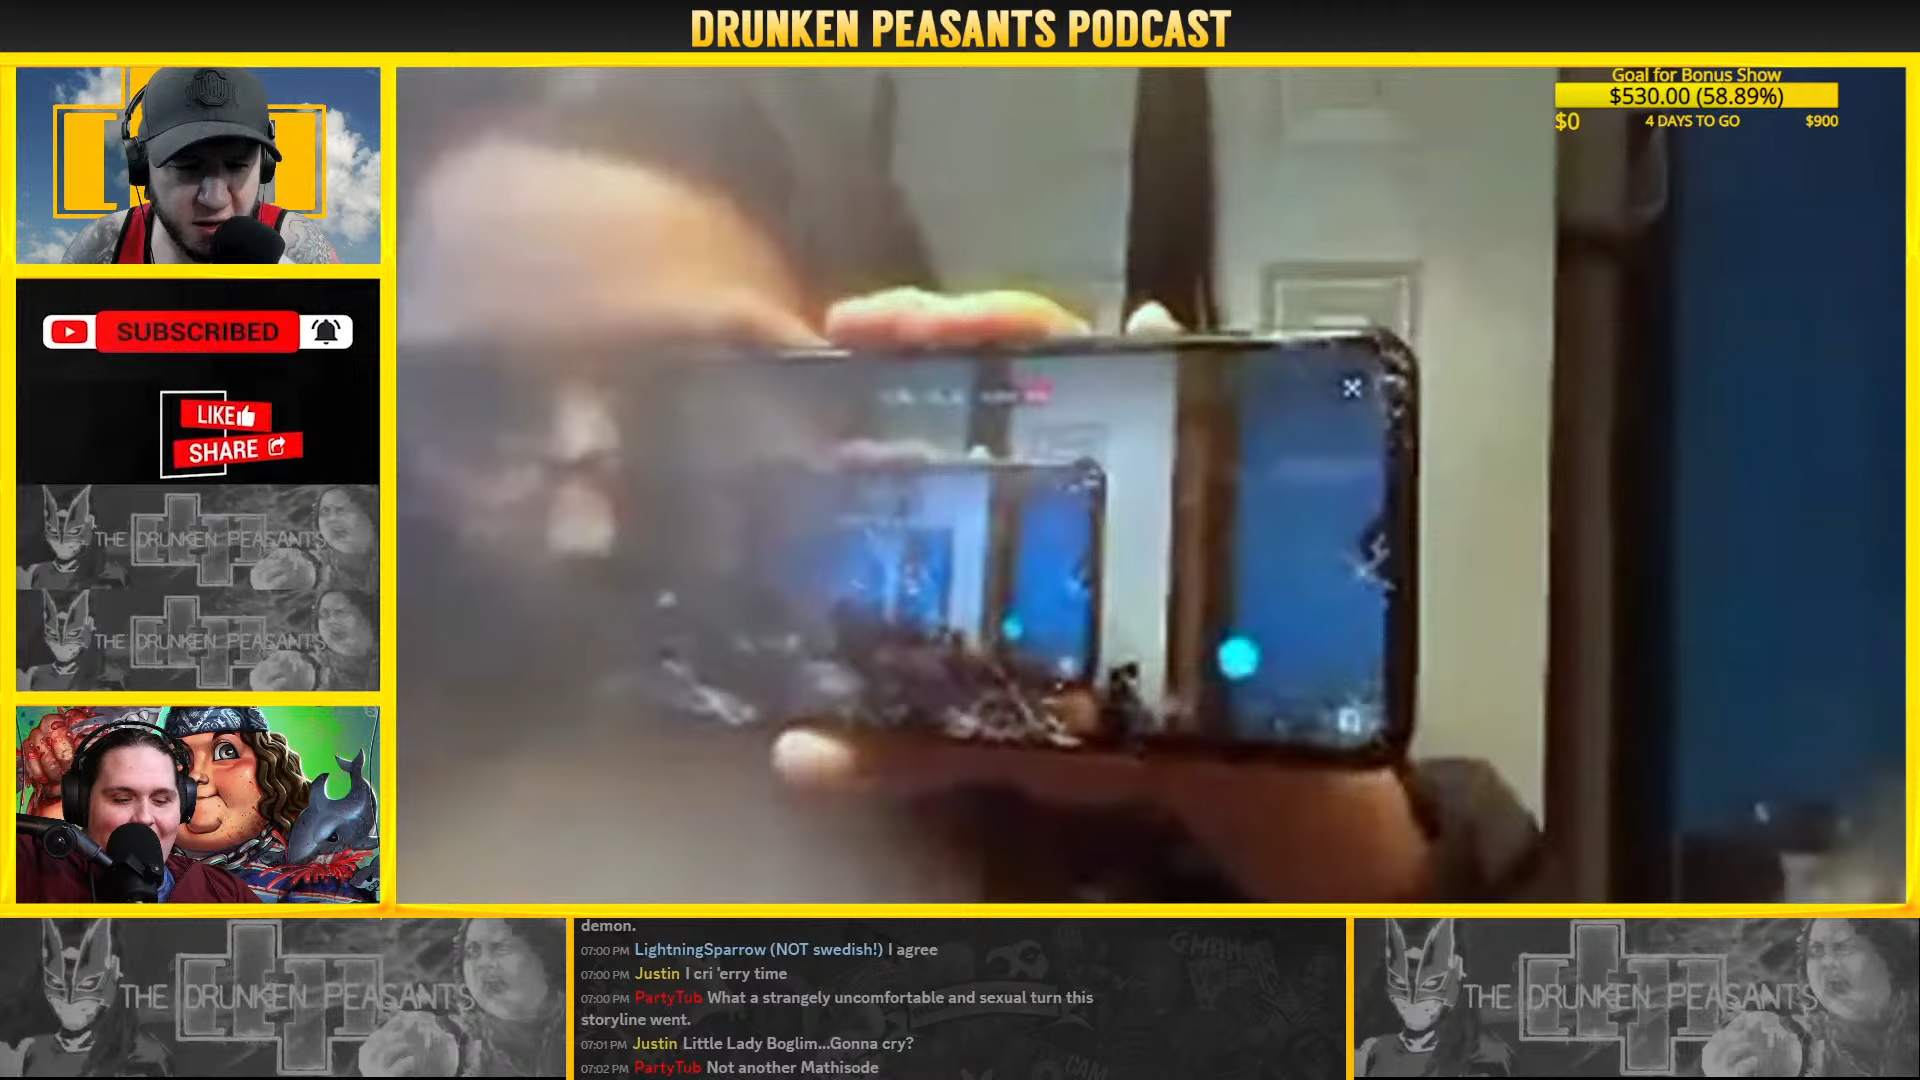 DRUNKEN PEASANTS PODCAST
Goal for Bonus Show
$530.00 (58.89%)
$0 4 DAYS TO GO $900
SUBSCRIBED
LIKE
SHARE
THE DRUNKEN PEASANTS
THE DRUNKEN PEASANTS
demon.
07:00 PM LightningSparrow (NOT swedish!) I agree
07:00 PM Justin I cri 'erry time
07:00 PM PartyTub What a strangely uncomfortable and sexual turn this
storyline went.
07:01 PM Justin Little Lady Boglim...Gonna cry?
07:02 PM PartyTub Not another Mathisode
THE DRUNKEN PEASANTS
THE DRUNKEN PEASANTS